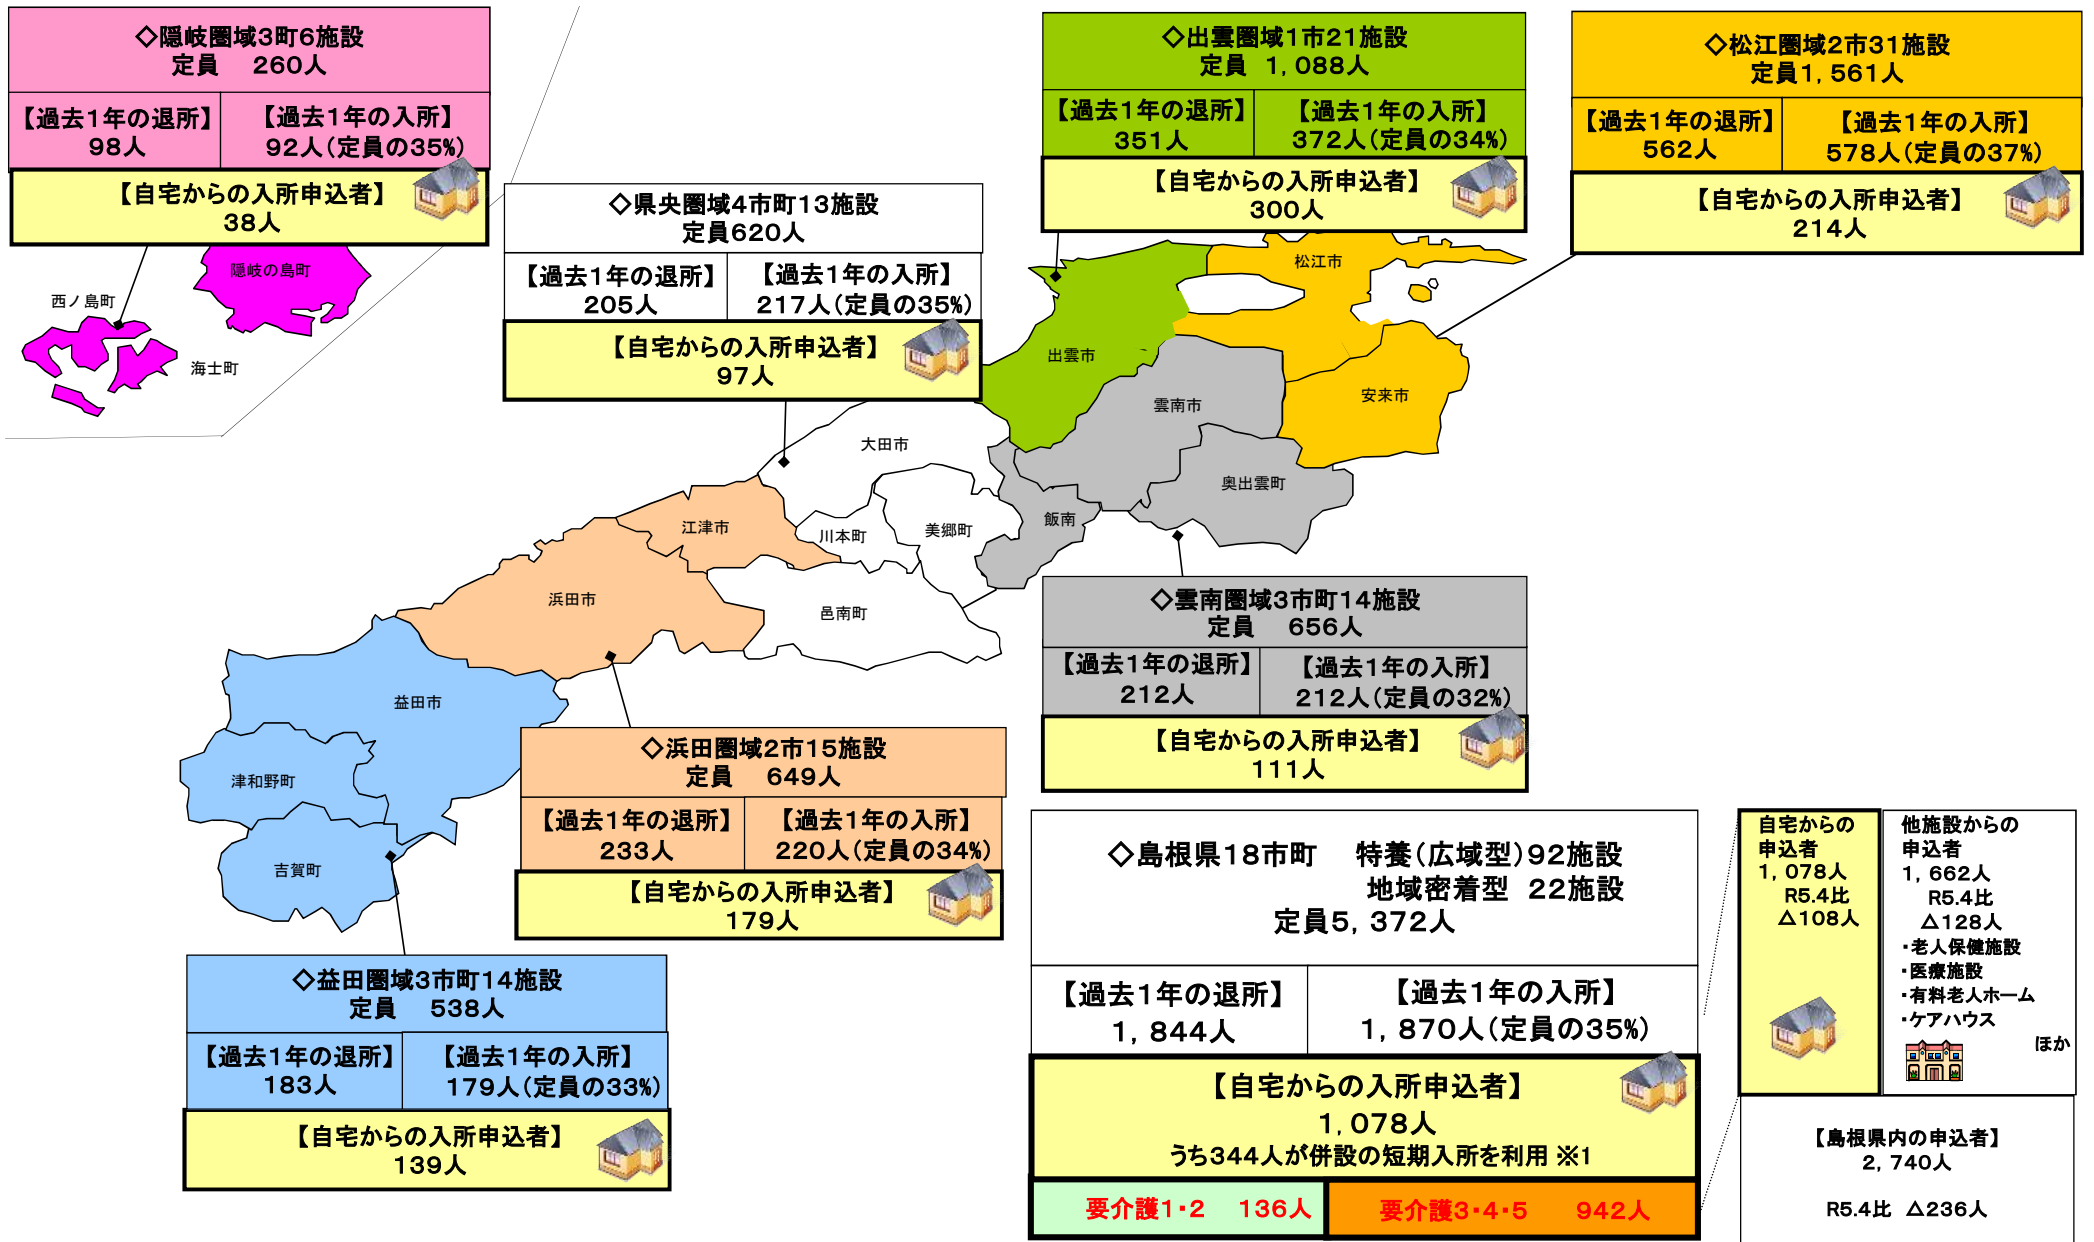 ◇隠岐圏域3町6施設
定員　260人
【過去1年の退所】
98人
【過去1年の入所】
92人(定員の35%)
【自宅からの入所申込者】
38人
◇県央圏域4市町13施設
定員620人
【過去1年の退所】
205人
【過去1年の入所】
217人(定員の35%)
【自宅からの入所申込者】
97人
◇出雲圏域1市21施設
定員 1,088人
【過去1年の退所】
351人
【過去1年の入所】
372人(定員の34%)
【自宅からの入所申込者】
300人
◇松江圏域2市31施設
定員1,561人
【過去1年の退所】
562人
【過去1年の入所】
578人(定員の37%)
【自宅からの入所申込者】
214人
隠岐の島町
西ノ島町
海士町
松江市
出雲市
安来市
雲南市
奥出雲町
飯南
大田市
川本町
美郷町
邑南町
江津市
浜田市
益田市
津和野町
吉賀町
◇雲南圏域3市町14施設
定員　656人
【過去1年の退所】
212人
【過去1年の入所】
212人(定員の32%)
【自宅からの入所申込者】
111人
◇浜田圏域2市15施設
定員　649人
【過去1年の退所】
233人
【過去1年の入所】
220人(定員の34%)
【自宅からの入所申込者】
179人
◇益田圏域3市町14施設
定員　538人
【過去1年の退所】
183人
【過去1年の入所】
179人(定員の33%)
【自宅からの入所申込者】
139人
◇島根県18市町　特養(広域型)92施設
地域密着型 22施設
定員5,372人
【過去1年の退所】
1,844人
【過去1年の入所】
1,870人(定員の35%)
【自宅からの入所申込者】
1,078人
うち344人が併設の短期入所を利用 ※1
要介護1・2　136人
要介護3・4・5　942人
自宅からの
申込者
1,078人
R5.4比
△108人
他施設からの
申込者
1,662人
R5.4比
△128人
・老人保健施設
・医療施設
・有料老人ホーム
・ケアハウス
ほか
【島根県内の申込者】
2,740人
R5.4比 △236人